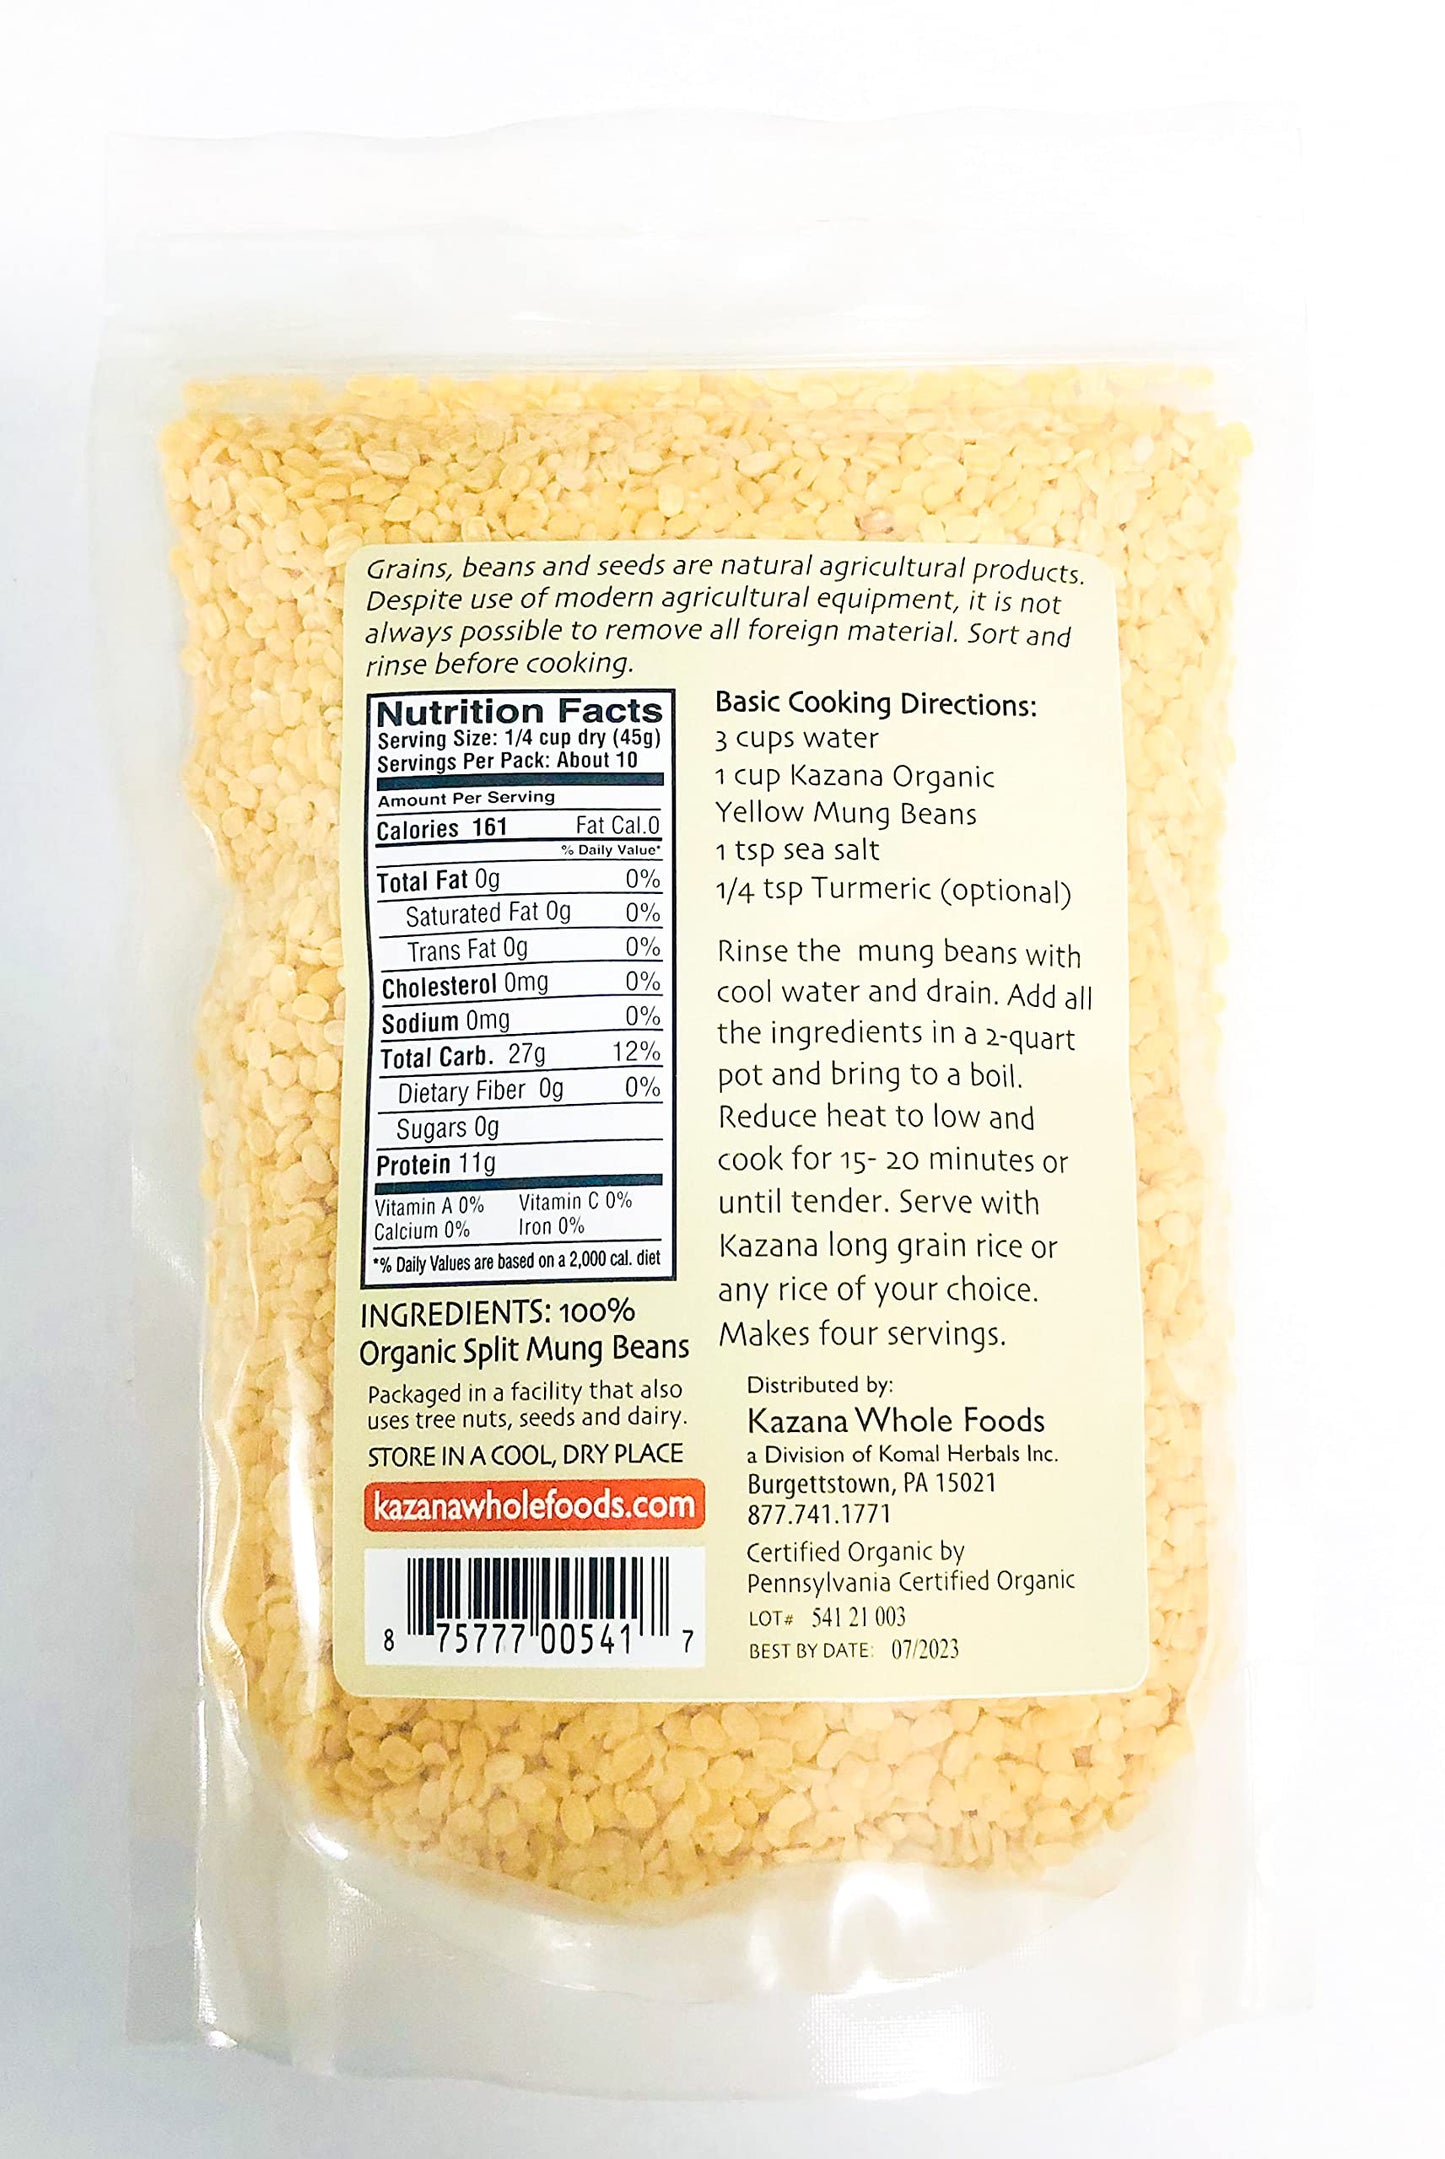 Grains, beans and seeds are natural agricultural products.
Despite use of modern agricultural equipment, it is not
always possible to remove all foreign material. Sort and
rinse before cooking.
Nutrition Facts
Serving Size: 1/4 cup dry (45g)
Servings Per Pack: About 10
Amount Per Serving
Calories 161 Fat Cal.0
% Daily Value*
Total Fat 0g 0%
Saturated Fat 0g 0%
Trans Fat 0g 0%
Cholesterol 0mg 0%
Sodium 0mg 0%
Total Carb. 27g 12%
Dietary Fiber 0g 0%
Sugars 0g
Protein 11g
Vitamin A 0% Vitamin C 0%
Calcium 0% Iron 0%
*% Daily Values are based on a 2,000 cal. diet
INGREDIENTS: 100%
Organic Split Mung Beans
Packaged in a facility that also
uses tree nuts, seeds and dairy.
STORE IN A COOL, DRY PLACE
kazanawholefoods.com
8 75777 00541 7
Basic Cooking Directions:
3 cups water
1 cup Kazana Organic
Yellow Mung Beans
1 tsp sea salt
1/4 tsp Turmeric (optional)
Rinse the mung beans with
cool water and drain. Add all
the ingredients in a 2-quart
pot and bring to a boil.
Reduce heat to low and
cook for 15- 20 minutes or
until tender. Serve with
Kazana long grain rice or
any rice of your choice.
Makes four servings.
Distributed by:
Kazana Whole Foods
a Division of Komal Herbals Inc.
Burgettstown, PA 15021
877.741.1771
Certified Organic by
Pennsylvania Certified Organic
LOT# 541 21 003
BEST BY DATE: 07/2023